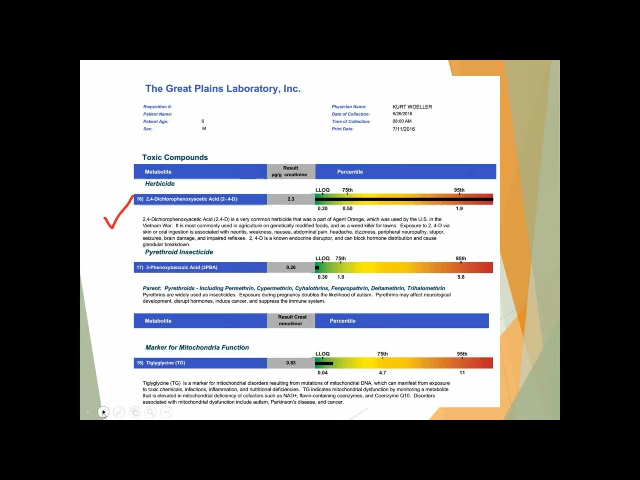 The Great Plains Laboratory, Inc.
Requisition #:
Physician Name: KURT WOELLER
Patient Name:
Date of Collection: 5/26/2016
Patient Age: 6
Time of Collection: 06:00 AM
Sex: M
Print Date: 7/11/2016
Toxic Compounds
Metabolite Result µg/g creatinine Percentile
Herbicide
LLOQ 75th 95th
16) 2,4-Dichlorophenoxyacetic Acid (2-,4-D) 2.3
0.20 0.50 1.9
2,4-Dichlorophenoxyacetic Acid (2,4-D) is a very common herbicide that was a part of Agent Orange, which was used by the U.S. in the
Vietnam War. It is most commonly used in agriculture on genetically modified foods, and as a weed killer for lawns. Exposure to 2, 4-D via
skin or oral ingestion is associated with neuritis, weakness, nausea, abdominal pain, headache, dizziness, peripheral neuropathy, stupor,
seizures, brain damage, and impaired reflexes. 2, 4-D is a known endocrine disruptor, and can block hormone distribution and cause
glandular breakdown.
Pyrethroid Insecticide
LLOQ 75th 95th
17) 3-Phenoxybenzoic Acid (3PBA) 0.26
0.30 1.0 5.8
Parent: Pyrethroids - Including Permethrin, Cypermethrin, Cyhalothrins, Fenpropathrin, Deltamethrin, Trihalomethrin
Pyrethrins are widely used as insecticides. Exposure during pregnancy doubles the likelihood of autism. Pyrethrins may affect neurological
development, disrupt hormones, induce cancer, and suppress the immune system.
Metabolite Result Creat mmol/mol Percentile
Marker for Mitochondria Function
LLOQ 75th 95th
18) Tiglylglycine (TG) 0.83
0.04 4.7 11
Tiglylglycine (TG) is a marker for mitochondrial disorders resulting from mutations of mitochondrial DNA, which can manifest from exposure
to toxic chemicals, infections, inflammation, and nutritional deficiencies. TG indicates mitochondrial dysfunction by monitoring a metabolite
that is elevated in mitochondrial deficiency of cofactors such as NAD+, flavin-containing coenzymes, and Coenzyme Q10. Disorders
associated with mitochondrial dysfunction include autism, Parkinson's disease, and cancer.